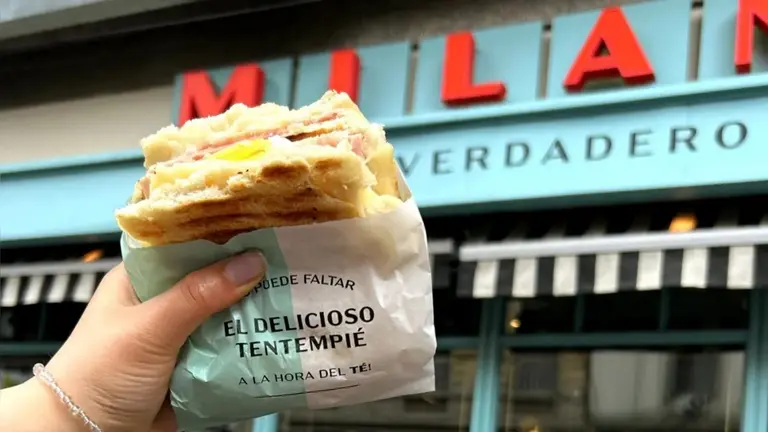 MILAN
VERDADERO
PUEDE FALTAR
EL DELICIOSO
TENTEMPIÉ
A LA HORA DEL TÉ!